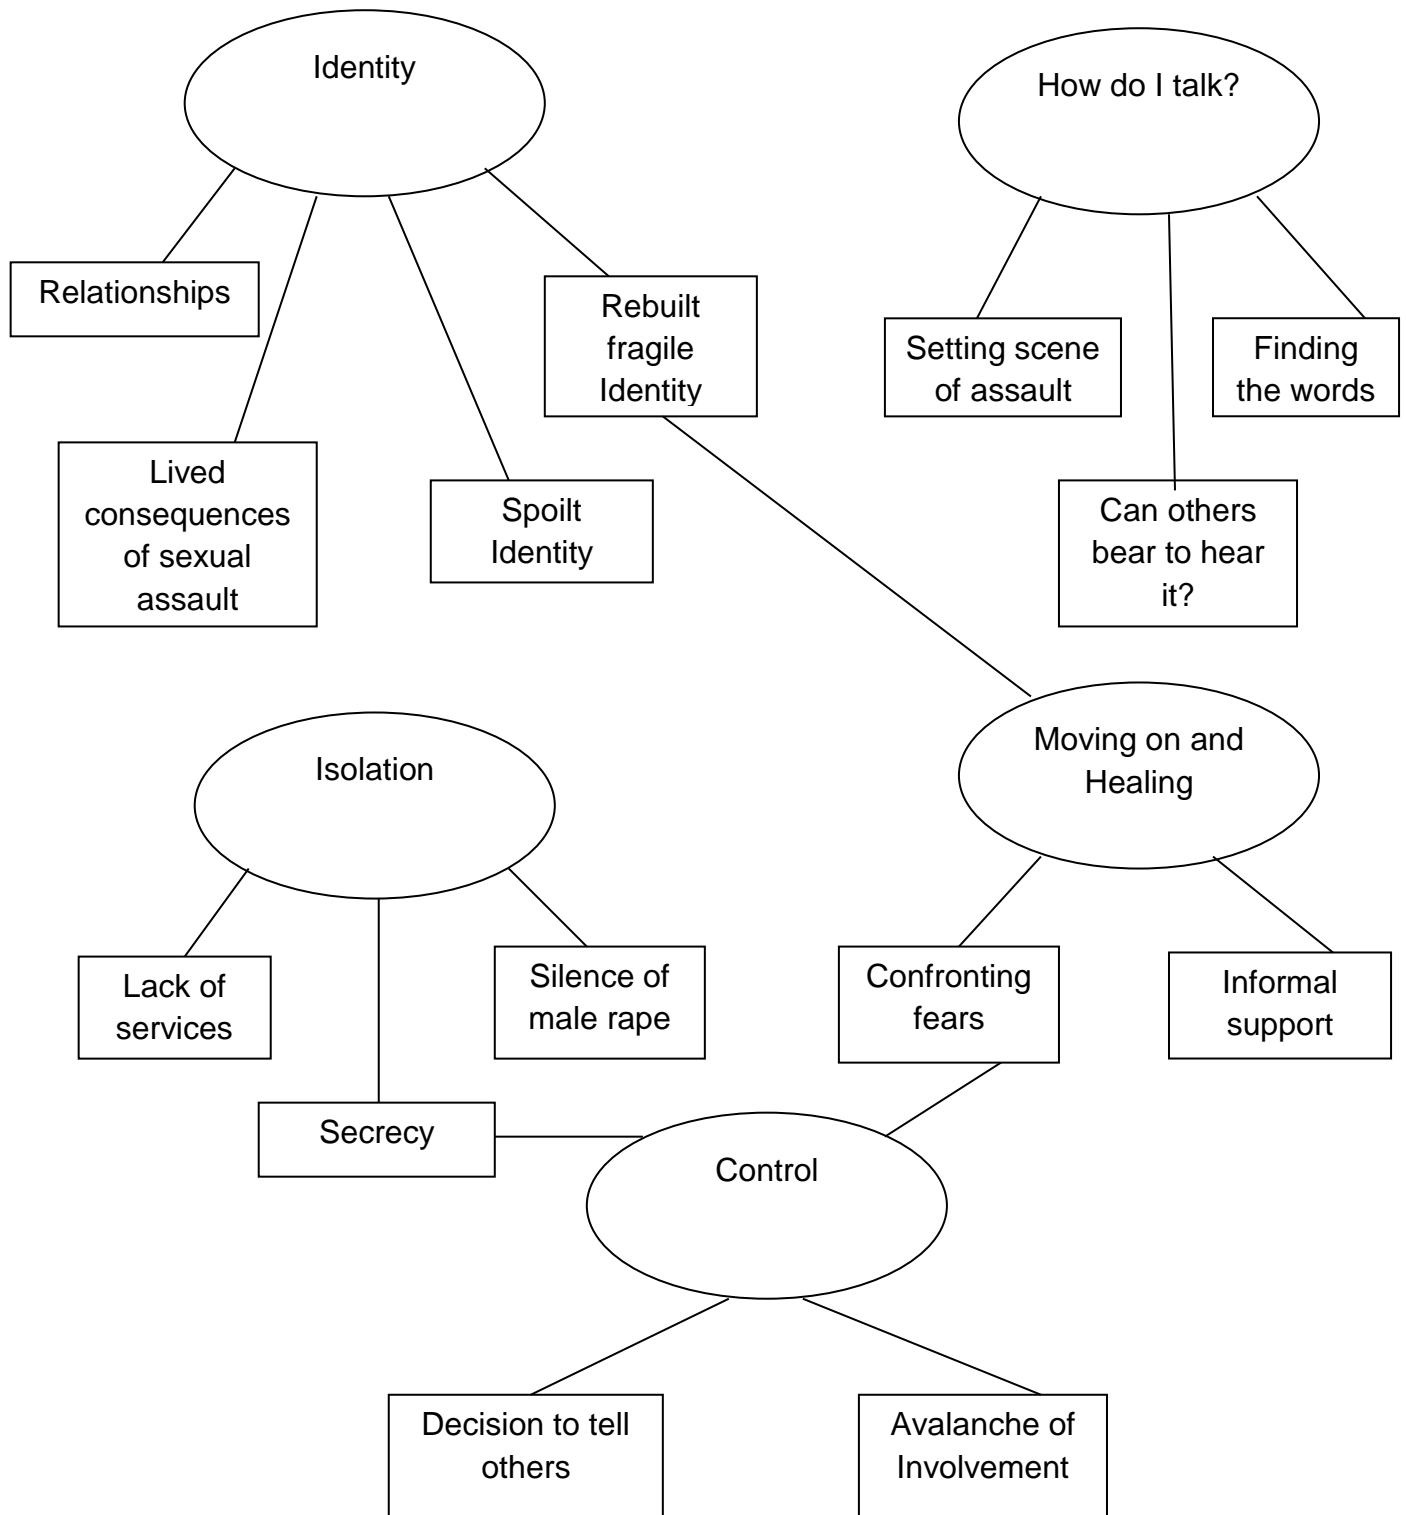 Identity
How do I talk?
Relationships
Rebuilt
fragile
Identity
Setting scene
of assault
Finding
the words
Lived
consequences
of sexual
assault
Spoilt
Identity
Can others
bear to hear
it?
Isolation
Moving on and
Healing
Lack of
services
Silence of
male rape
Confronting
fears
Informal
support
Secrecy
Control
Decision to tell
others
Avalanche of
Involvement